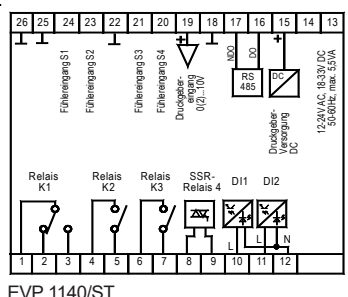 26 25 24 23 22 21 20 19 18 17 16 15 14 13
Fühlereingang S1
Fühlereingang S2
Fühlereingang S3
Fühlereingang S4
Druckgeber-
eingang
0(2)...10V
+
NDO
DO
RS
485
+
DC
Druckgeber-
Versorgung
DC
12-24V AC, 18-33V DC
50-60Hz, max. 5,5VA
Relais
K1
Relais
K2
Relais
K3
SSR-
Relais 4
DI1
DI2
L
L
N
1 2 3 4 5 6 7 8 9 10 11 12
EVP 1140/ST